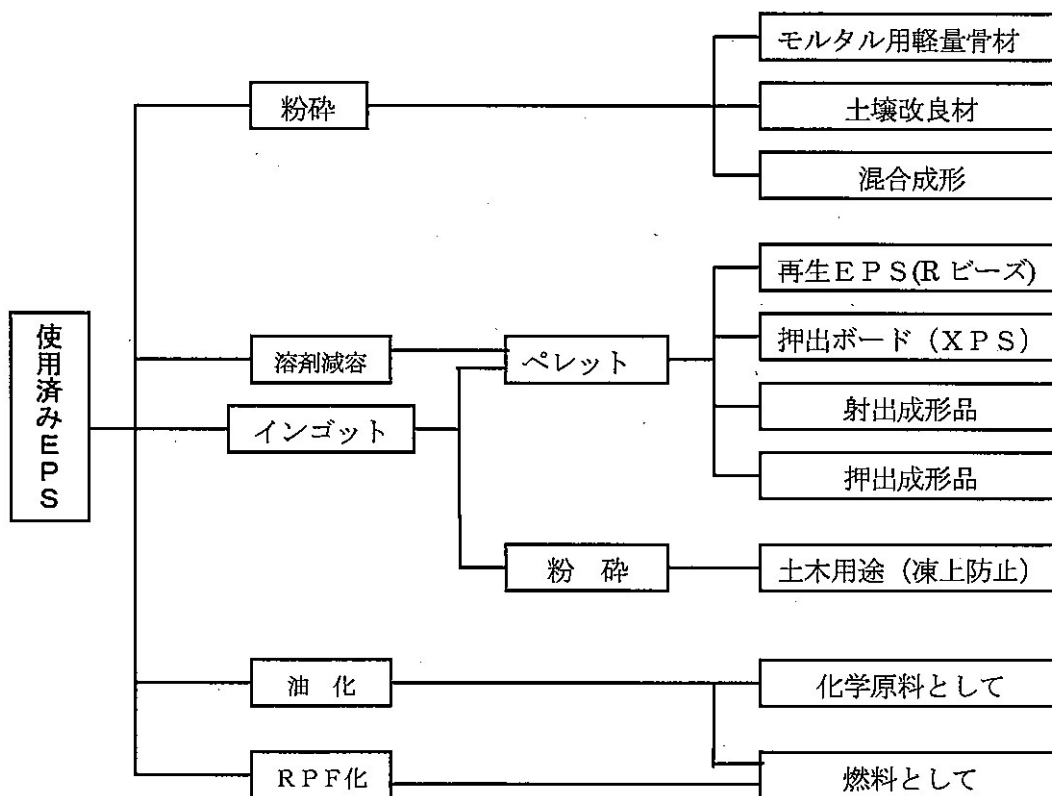 使用済みEPS
粉砕
モルタル用軽量骨材
土壌改良材
混合成形
溶剤減容
インゴット
ペレット
再生EPS(Rビーズ)
押出ボード(XPS)
射出成形品
押出成形品
粉 砕
土木用途(凍上防止)
油 化
化学原料として
RPF化
燃料として